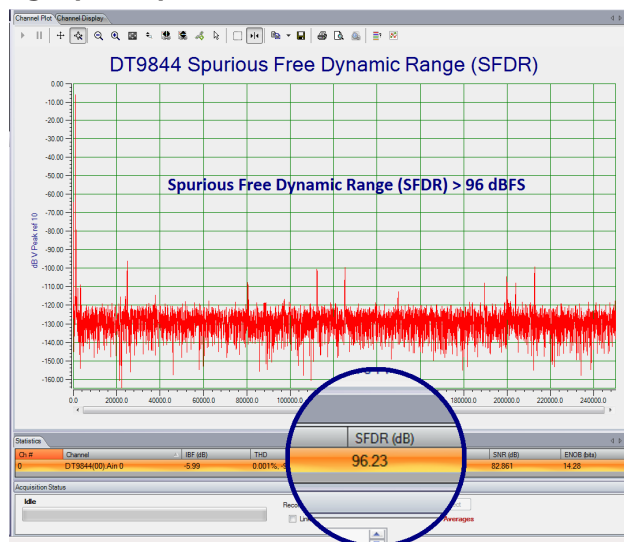 Channel Plot Channel Display
DT9844 Spurious Free Dynamic Range (SFDR)
Spurious Free Dynamic Range (SFDR) > 96 dBFS
dB V Peak ref 10
0.00
-10.00
-20.00
-30.00
-40.00
-50.00
-60.00
-70.00
-80.00
-90.00
-100.00
-110.00
-120.00
-130.00
-140.00
-150.00
-160.00
0.0 20000.0 40000.0 60000.0 80000.0 100000.0 180000.0 200000.0 220000.0 240000.0
Statistics
Ch # Channel IBF (dB) THD SFDR (dB) SNR (dB) ENOB (bits)
0 DT9844(00).Ain 0 -5.99 0.001%, 96.23 82.861 14.28
Acquisition Status
Idle
Averages